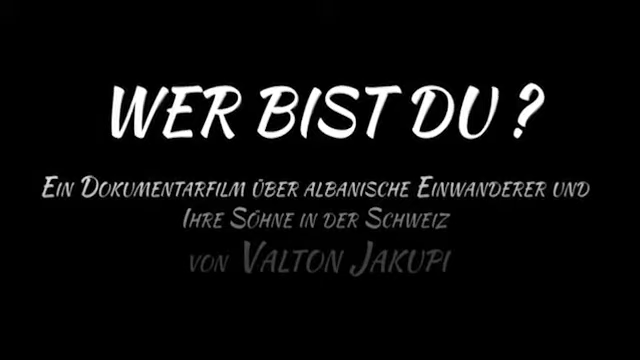 WER BIST DU ?
EIN DOKUMENTARFILM ÜBER ALBANISCHE EINWANDERER UND
IHRE SÖHNE IN DER SCHWEIZ
VON VALTON JAKUPI